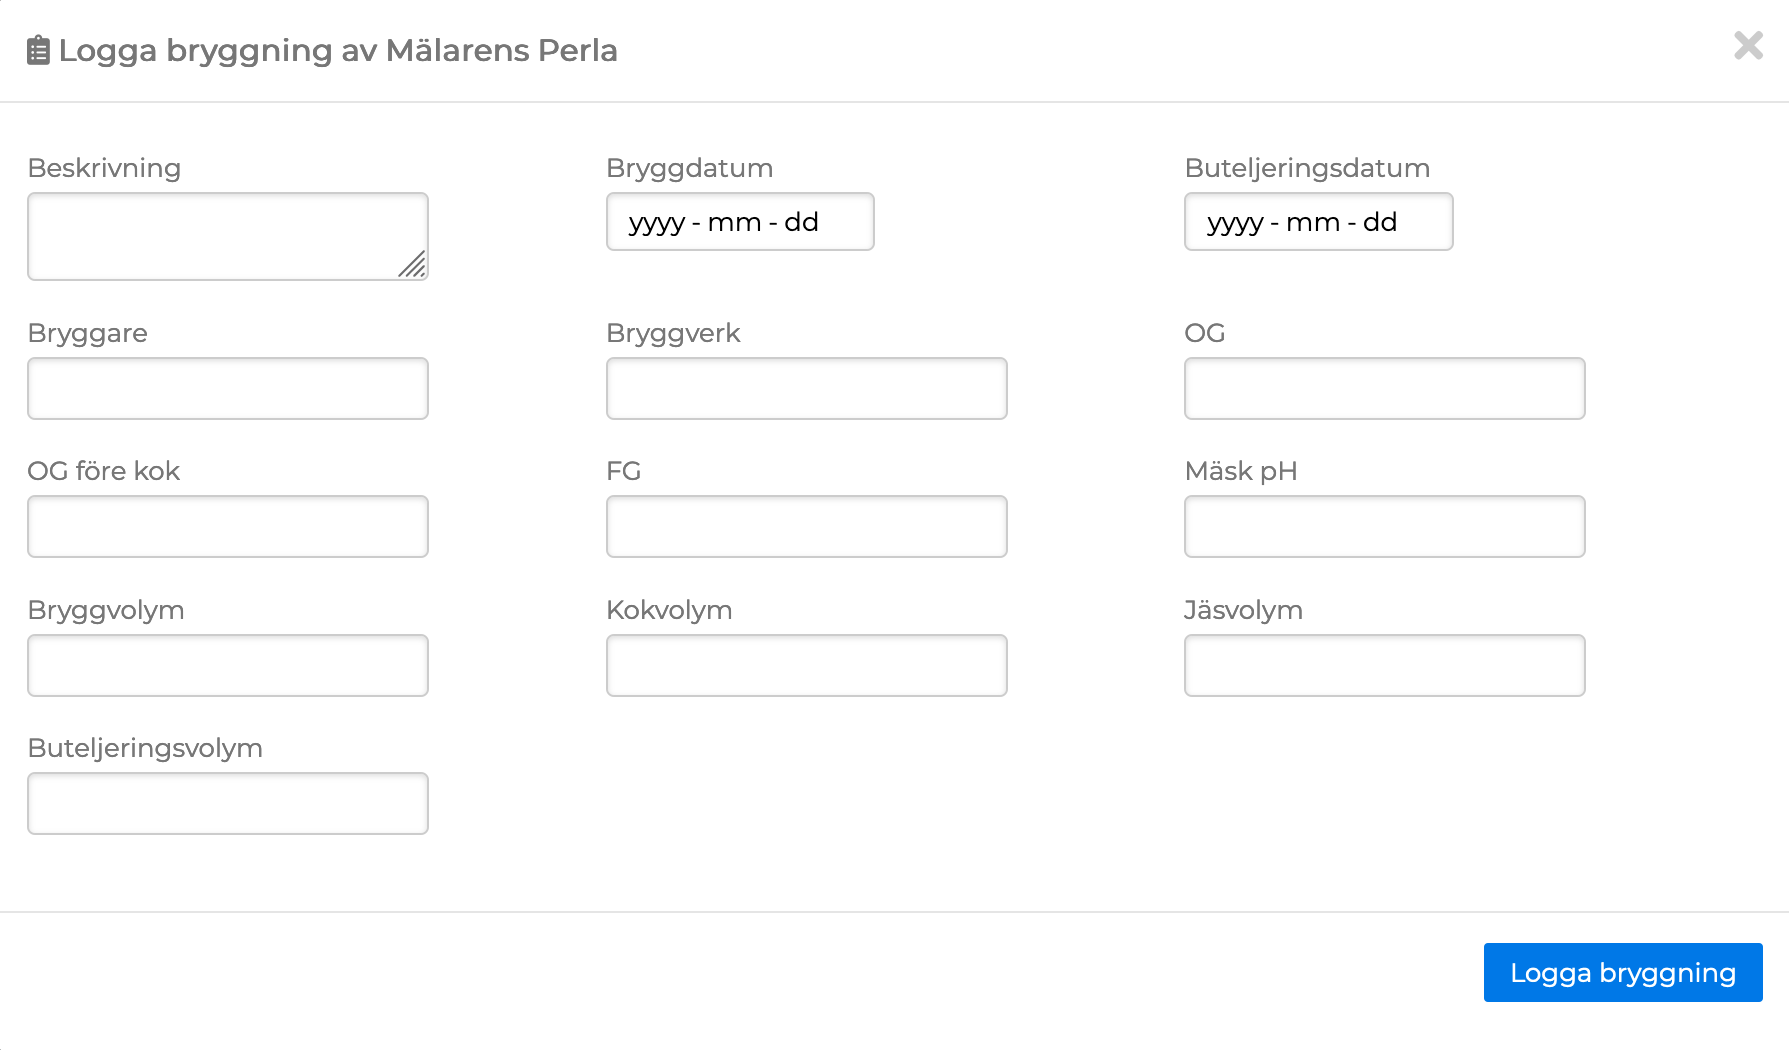 Logga bryggning av Mälarens Perla
Beskrivning
Bryggdatum
yyyy - mm - dd
Buteljeringsdatum
yyyy - mm - dd
Bryggare
Bryggverk
OG
OG före kok
FG
Mäsk pH
Bryggvolym
Kokvolym
Jäsvolym
Buteljeringsvolym
Logga bryggning